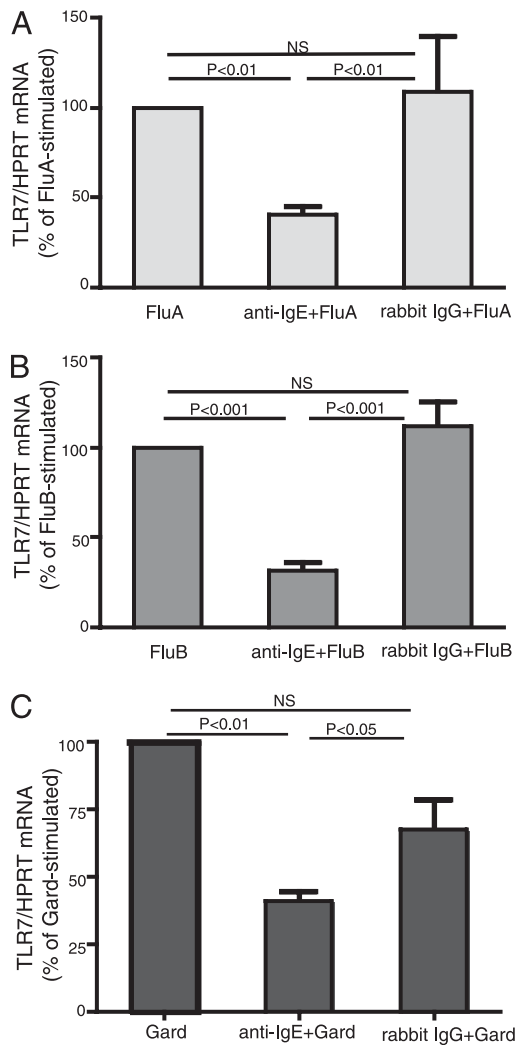 A
TLR7/HPRT mRNA
(% of FluA-stimulated)
150
100
50
0
NS
P<0.01
P<0.01
FluA
anti-IgE+FluA
rabbit IgG+FluA
B
TLR7/HPRT mRNA
(% of FluB-stimulated)
150
100
50
0
NS
P<0.001
P<0.001
FluB
anti-IgE+FluB
rabbit IgG+FluB
C
TLR7/HPRT mRNA
(% of Gard-stimulated)
100
75
50
25
0
NS
P<0.01
P<0.05
Gard
anti-IgE+Gard
rabbit IgG+Gard